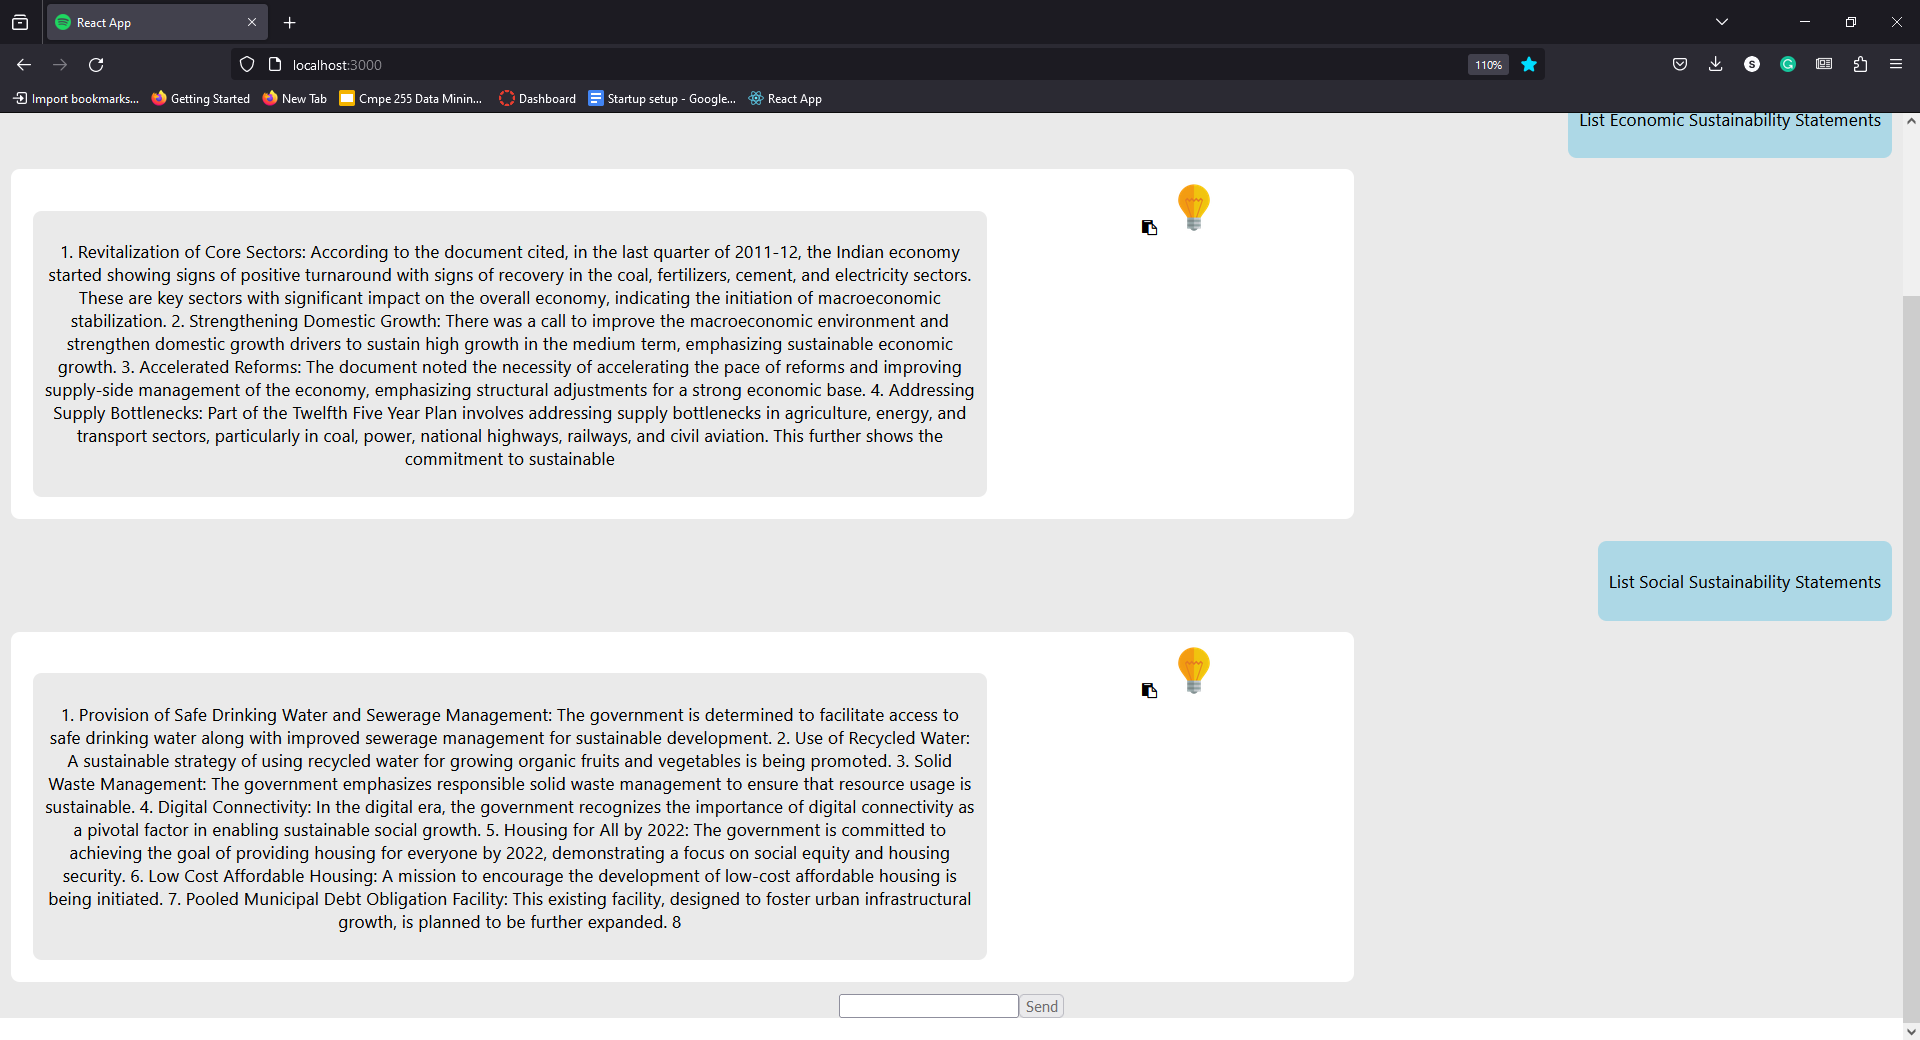 React App
localhost:3000
110%
S
G
Import bookmarks...
Getting Started
New Tab
Cmpe 255 Data Minin...
Dashboard
Startup setup - Google...
React App
List Economic Sustainability Statements
1. Revitalization of Core Sectors: According to the document cited, in the last quarter of 2011-12, the Indian economy
started showing signs of positive turnaround with signs of recovery in the coal, fertilizers, cement, and electricity sectors.
These are key sectors with significant impact on the overall economy, indicating the initiation of macroeconomic
stabilization. 2. Strengthening Domestic Growth: There was a call to improve the macroeconomic environment and
strengthen domestic growth drivers to sustain high growth in the medium term, emphasizing sustainable economic
growth. 3. Accelerated Reforms: The document noted the necessity of accelerating the pace of reforms and improving
supply-side management of the economy, emphasizing structural adjustments for a strong economic base. 4. Addressing
Supply Bottlenecks: Part of the Twelfth Five Year Plan involves addressing supply bottlenecks in agriculture, energy, and
transport sectors, particularly in coal, power, national highways, railways, and civil aviation. This further shows the
commitment to sustainable
List Social Sustainability Statements
1. Provision of Safe Drinking Water and Sewerage Management: The government is determined to facilitate access to
safe drinking water along with improved sewerage management for sustainable development. 2. Use of Recycled Water:
A sustainable strategy of using recycled water for growing organic fruits and vegetables is being promoted. 3. Solid
Waste Management: The government emphasizes responsible solid waste management to ensure that resource usage is
sustainable. 4. Digital Connectivity: In the digital era, the government recognizes the importance of digital connectivity as
a pivotal factor in enabling sustainable social growth. 5. Housing for All by 2022: The government is committed to
achieving the goal of providing housing for everyone by 2022, demonstrating a focus on social equity and housing
security. 6. Low Cost Affordable Housing: A mission to encourage the development of low-cost affordable housing is
being initiated. 7. Pooled Municipal Debt Obligation Facility: This existing facility, designed to foster urban infrastructural
growth, is planned to be further expanded. 8
Send